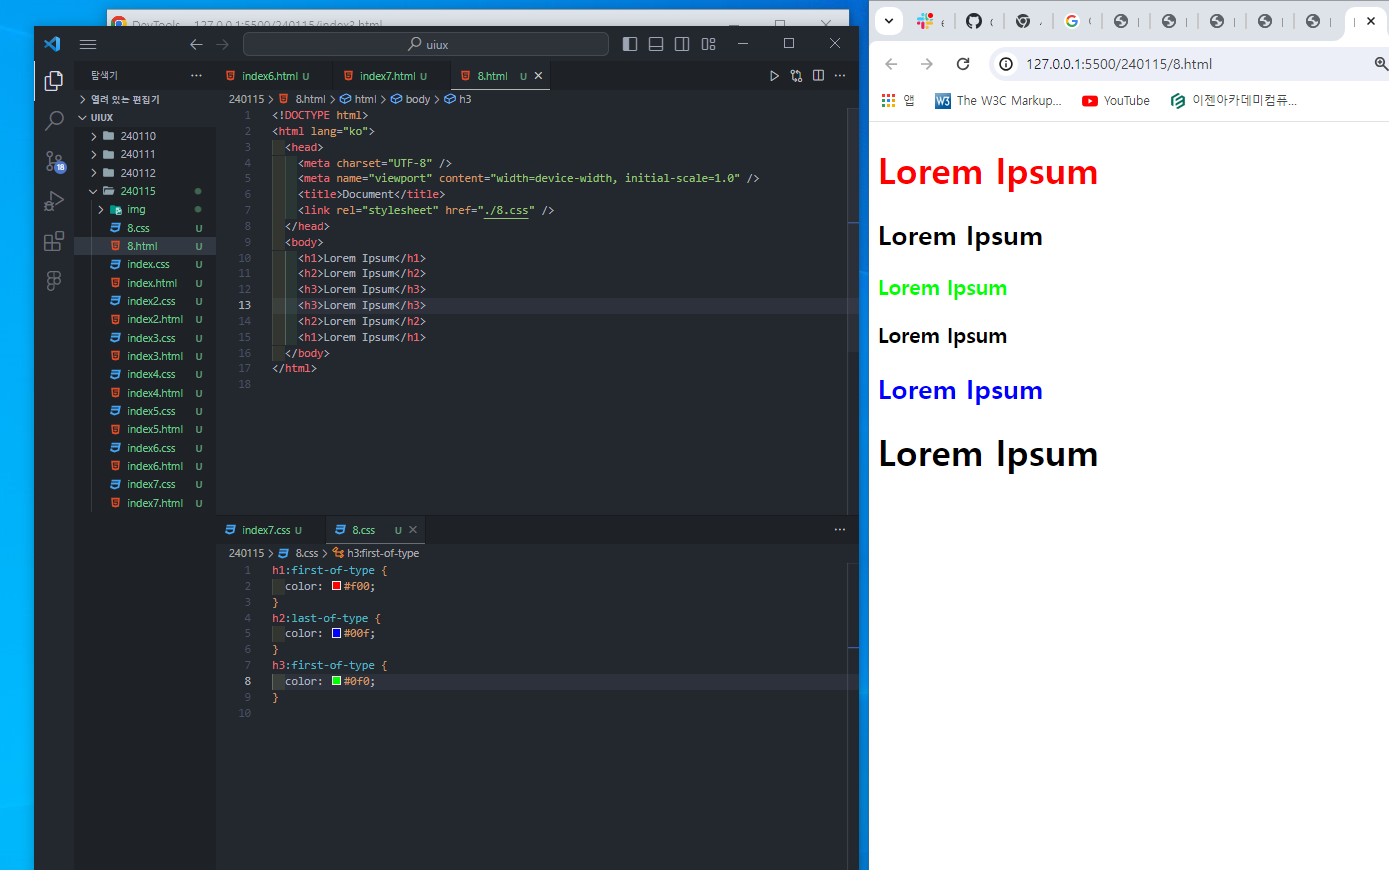 DevTools - 127.0.0.1:5500/240115/index3.html
uiux
탐색기
열려 있는 편집기
UIUX
240110
240111
240112
240115
img
8.css U
8.html U
index.css U
index.html U
index2.css U
index2.html U
index3.css U
index3.html U
index4.css U
index4.html U
index5.css U
index5.html U
index6.css U
index6.html U
index7.css U
index7.html U
18
index6.html U
index7.html U
8.html U
240115 > 8.html > html > body > h3
1 <!DOCTYPE html>
2 <html lang="ko">
3 <head>
4 <meta charset="UTF-8" />
5 <meta name="viewport" content="width=device-width, initial-scale=1.0" />
6 <title>Document</title>
7 <link rel="stylesheet" href="./8.css" />
8 </head>
9 <body>
10 <h1>Lorem Ipsum</h1>
11 <h2>Lorem Ipsum</h2>
12 <h3>Lorem Ipsum</h3>
13 <h3>Lorem Ipsum</h3>
14 <h2>Lorem Ipsum</h2>
15 <h1>Lorem Ipsum</h1>
16 </body>
17 </html>
18
index7.css U
8.css U
240115 > 8.css > h3:first-of-type
1 h1:first-of-type {
2 color: #f00;
3 }
4 h2:last-of-type {
5 color: #00f;
6 }
7 h3:first-of-type {
8 color: #0f0;
9 }
10
127.0.0.1:5500/240115/8.html
앱
The W3C Markup...
YouTube
이젠아카데미컴퓨...
Lorem Ipsum
Lorem Ipsum
Lorem Ipsum
Lorem Ipsum
Lorem Ipsum
Lorem Ipsum